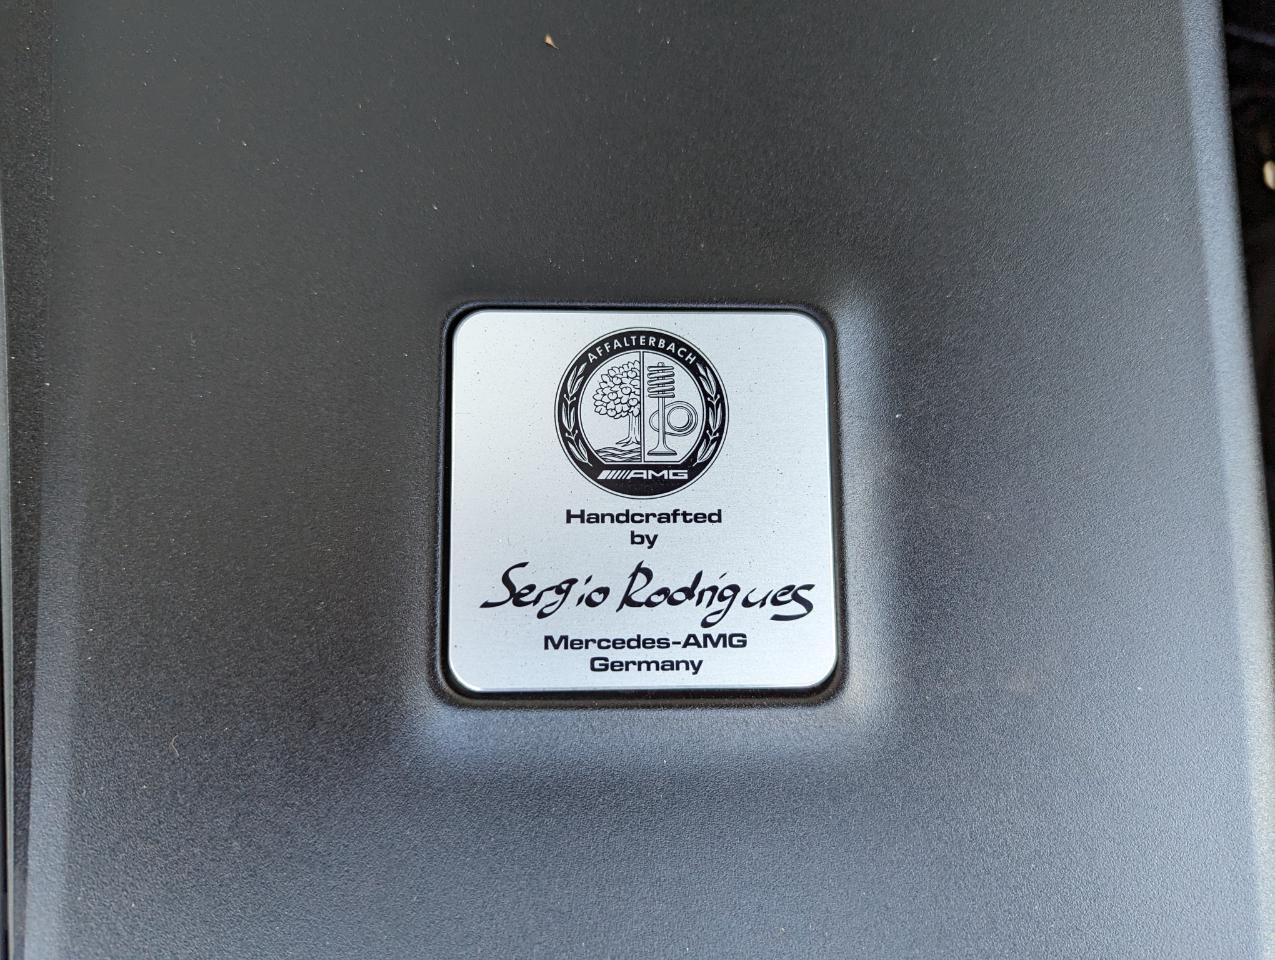 AFFALTERBACH
AMG
Handcrafted
by
Sergio Rodrigues
Mercedes-AMG
Germany